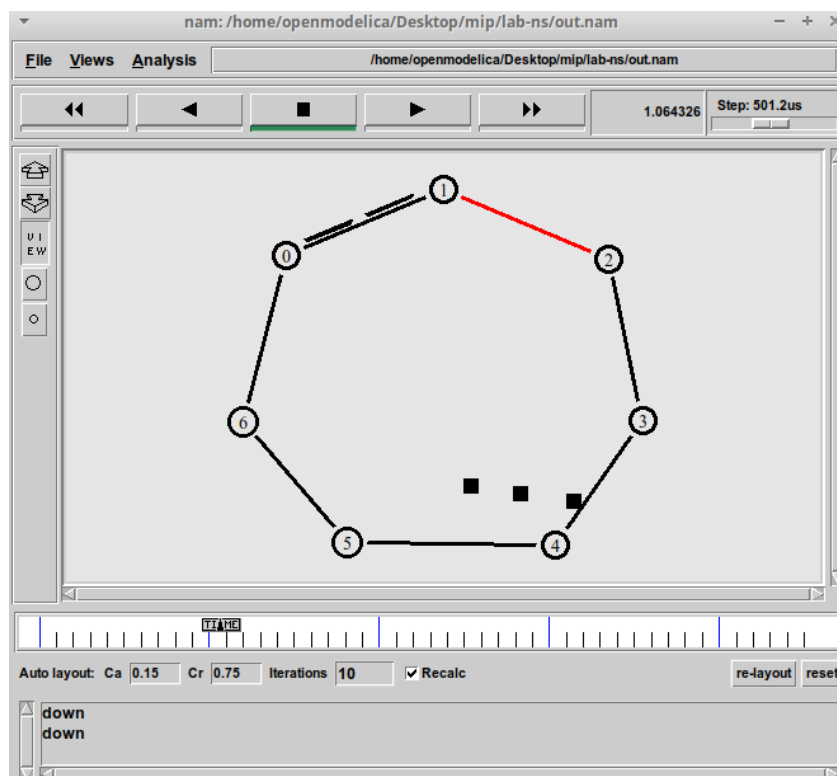 nam: /home/openmodelica/Desktop/mip/lab-ns/out.nam
File Views Analysis /home/openmodelica/Desktop/mip/lab-ns/out.nam
1.064326 Step: 501.2us
V I
E W
1
0
2
6
3
5
4
TIME
Auto layout: Ca 0.15 Cr 0.75 Iterations 10 Recalc re-layout reset
down
down